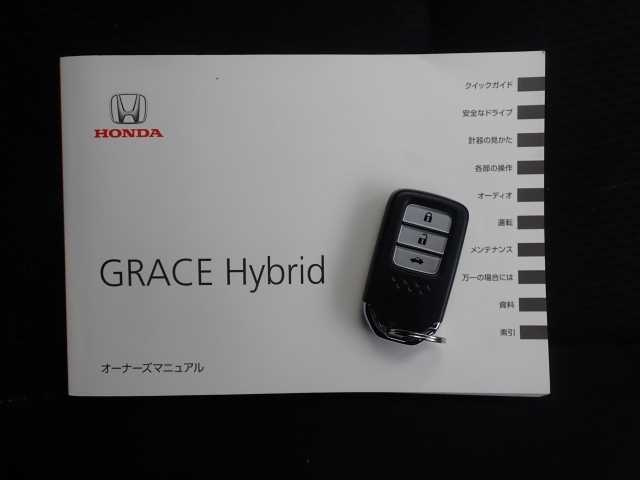 HONDA
GRACE Hybrid
オーナーズマニュアル
クイックガイド
安全なドライブ
計器の見かた
各部の操作
オーディオ
運転
メンテナンス
万一の場合には
資料
索引